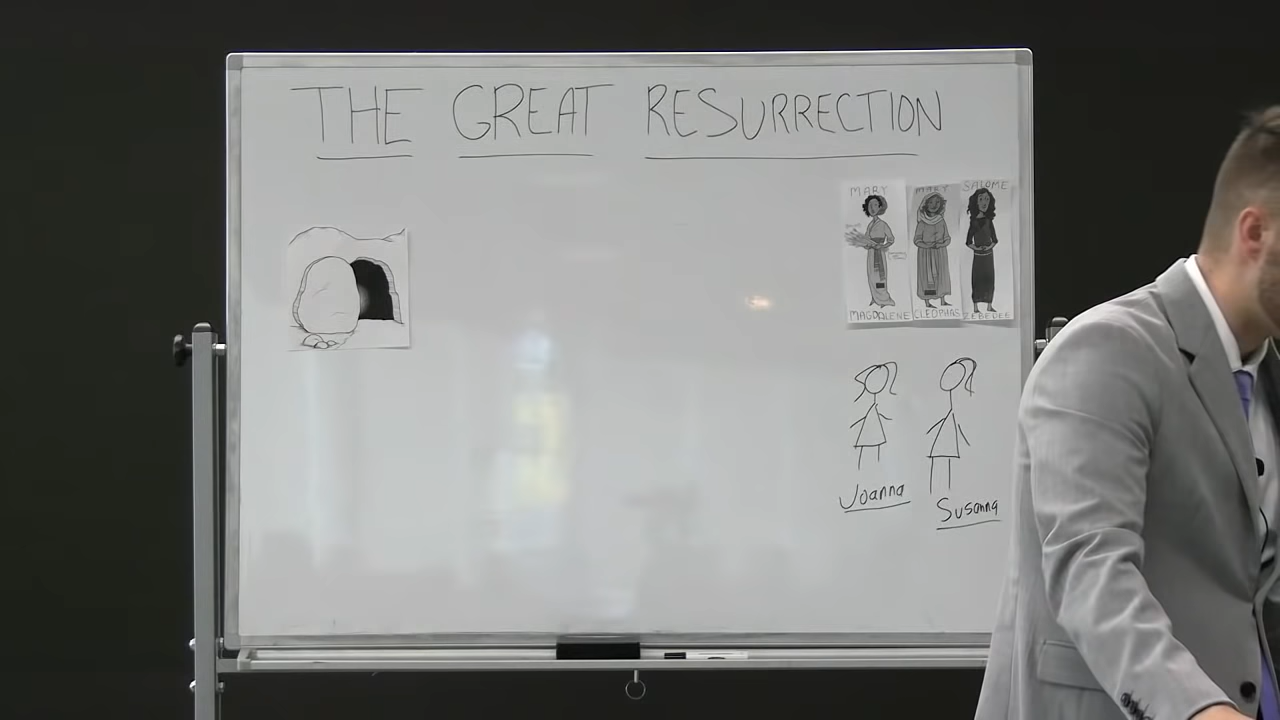 THE GREAT RESURRECTION
MARY MARY SALOME
MAGDALENE CLEOPHAS ZEBEDEE
Joanna Susanna